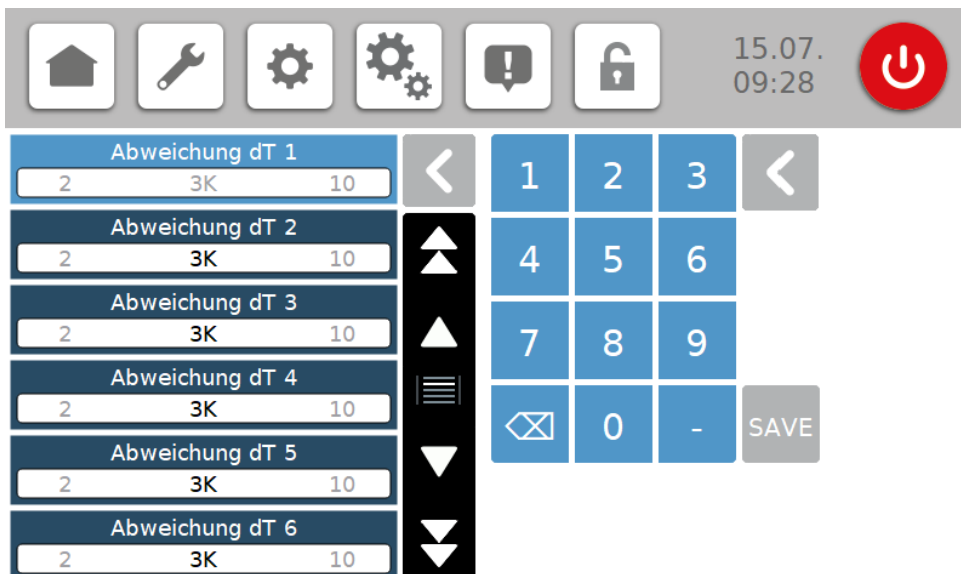 15.07.
09:28
Abweichung dT 1
2 3K 10
Abweichung dT 2
2 3K 10
Abweichung dT 3
2 3K 10
Abweichung dT 4
2 3K 10
Abweichung dT 5
2 3K 10
Abweichung dT 6
2 3K 10
1 2 3
4 5 6
7 8 9
0 - SAVE